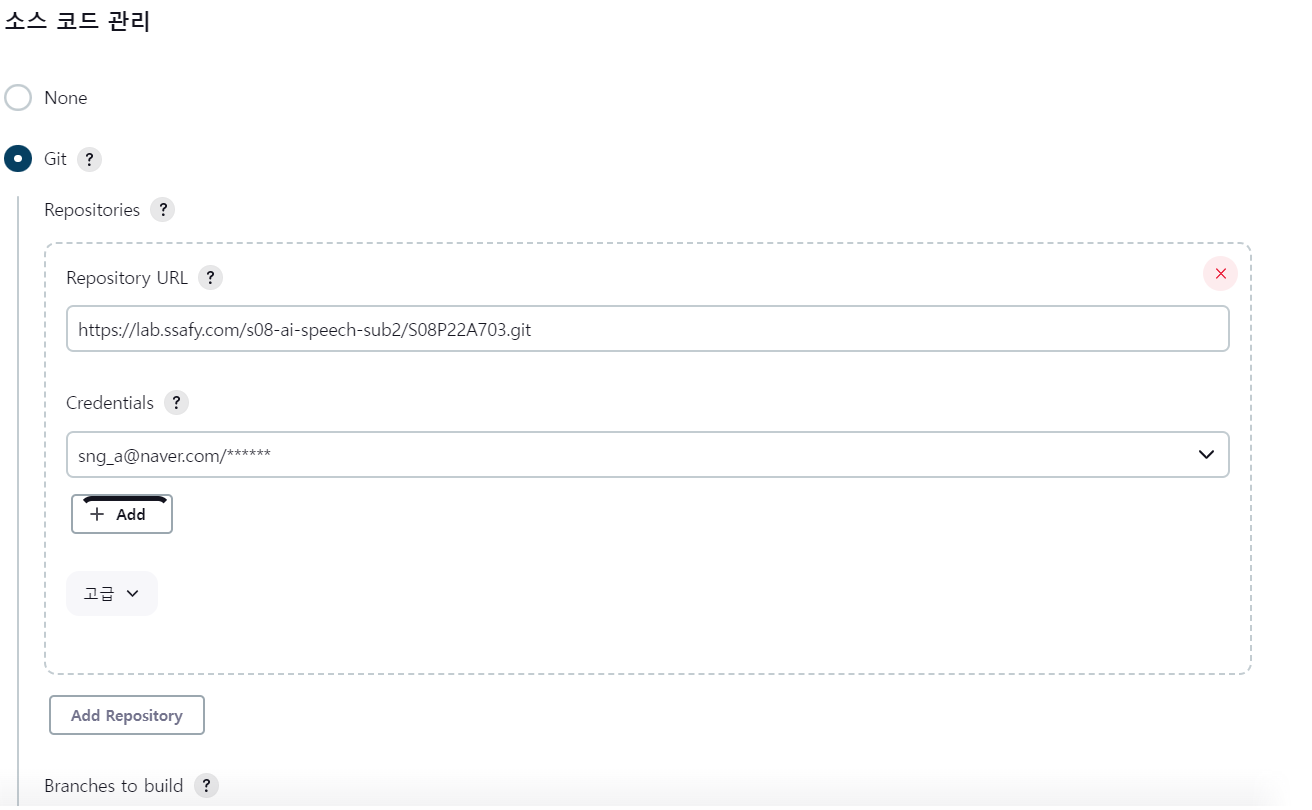 소스 코드 관리
None
Git ?
Repositories ?
Repository URL ?
https://lab.ssafy.com/s08-ai-speech-sub2/S08P22A703.git
Credentials ?
sng_a@naver.com/******
+ Add
고급
Add Repository
Branches to build ?